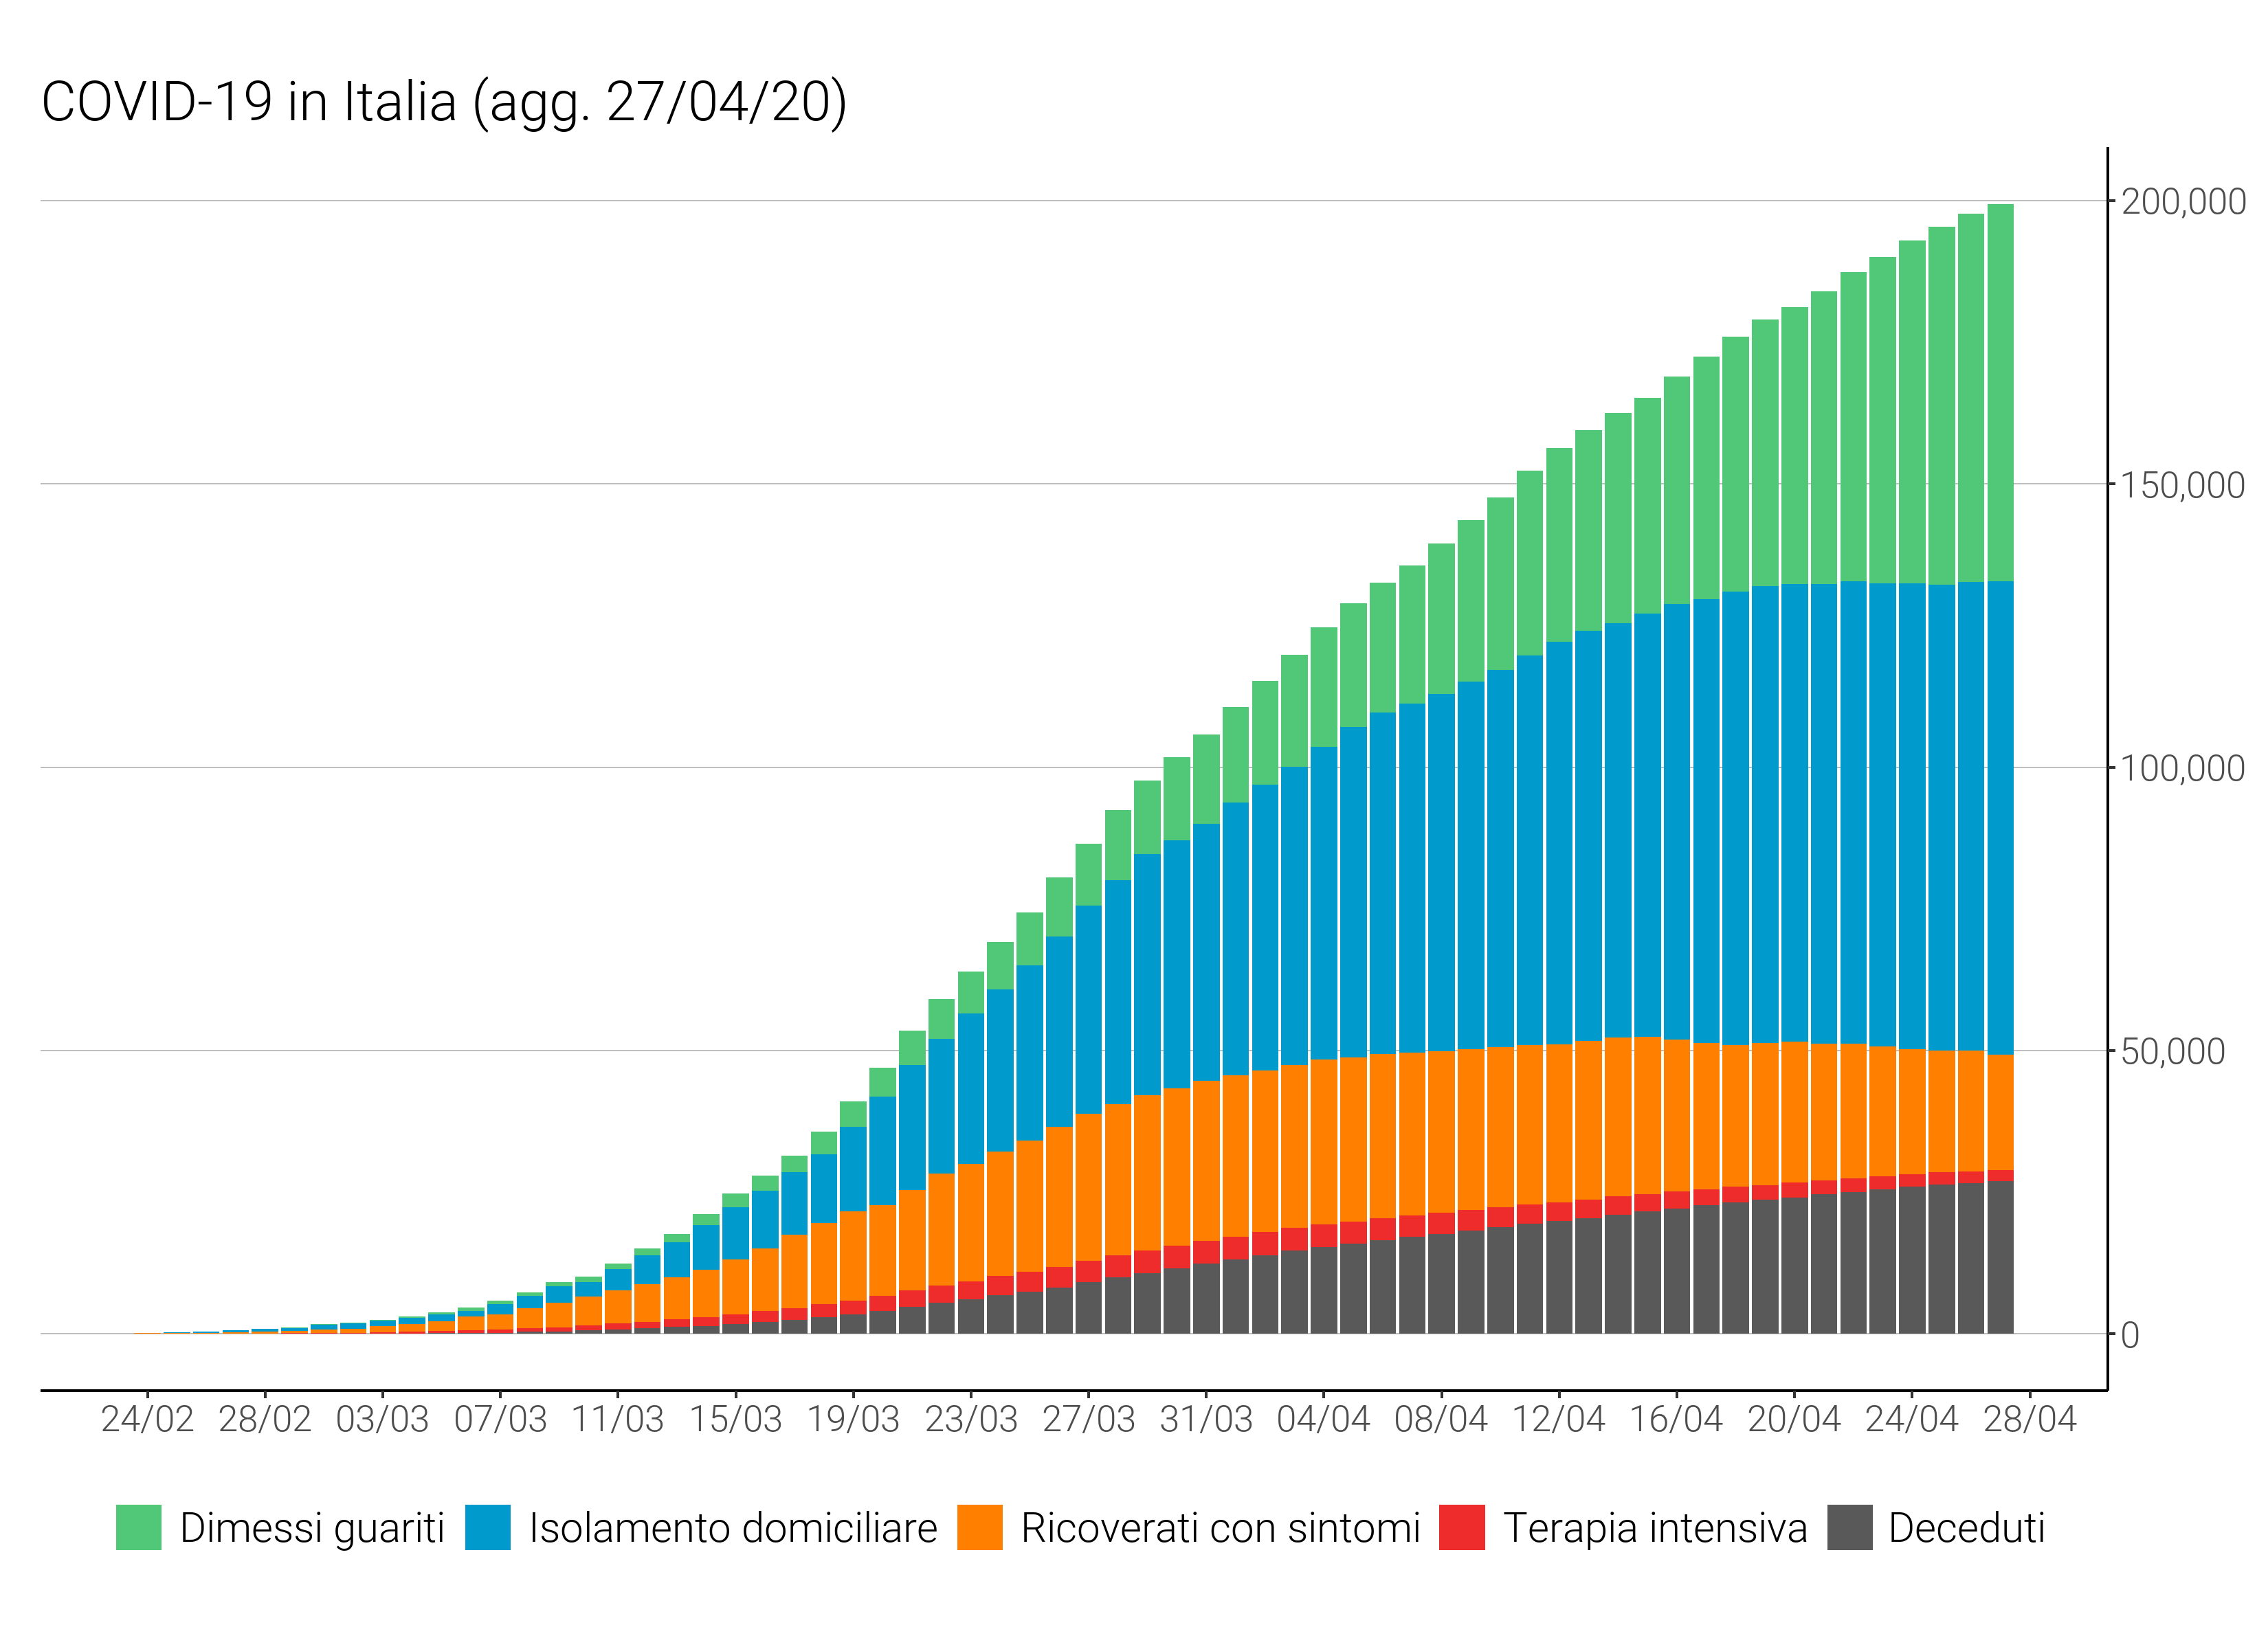 COVID-19 in Italia (agg. 27/04/20)
200,000
150,000
100,000
50,000
0
24/02 28/02 03/03 07/03 11/03 15/03 19/03 23/03 27/03 31/03 04/04 08/04 12/04 16/04 20/04 24/04 28/04
Dimessi guariti Isolamento domiciliare Ricoverati con sintomi Terapia intensiva Deceduti